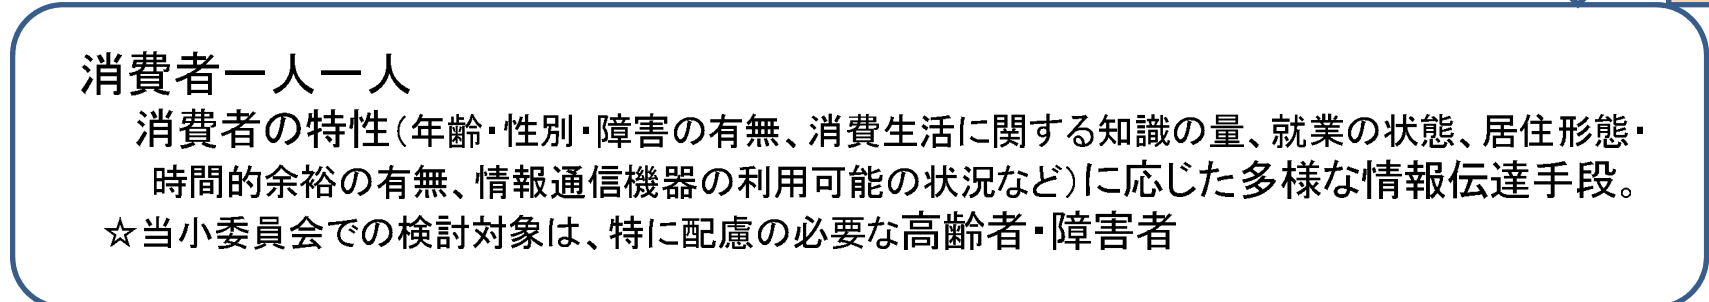 消費者一人一人
消費者の特性(年齢・性別・障害の有無、消費生活に関する知識の量、就業の状態、居住形態・
時間的余裕の有無、情報通信機器の利用可能の状況など)に応じた多様な情報伝達手段。
☆当小委員会での検討対象は、特に配慮の必要な高齢者・障害者